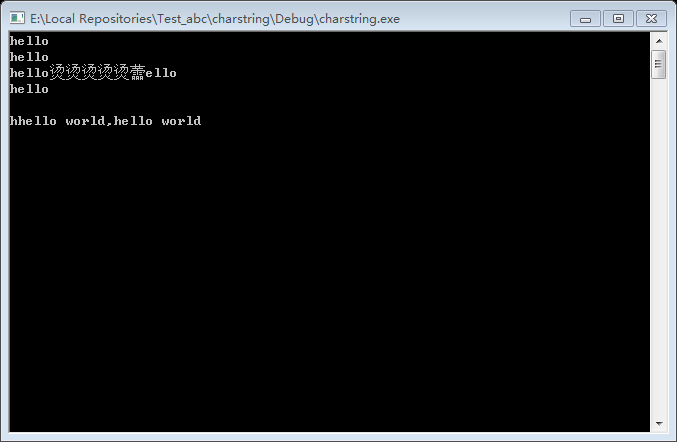 E:\Local Repositories\Test_abc\charstring\Debug\charstring.exe
hello
hello
hello烫烫烫烫烫蘦ello
hello
hhello world,hello world